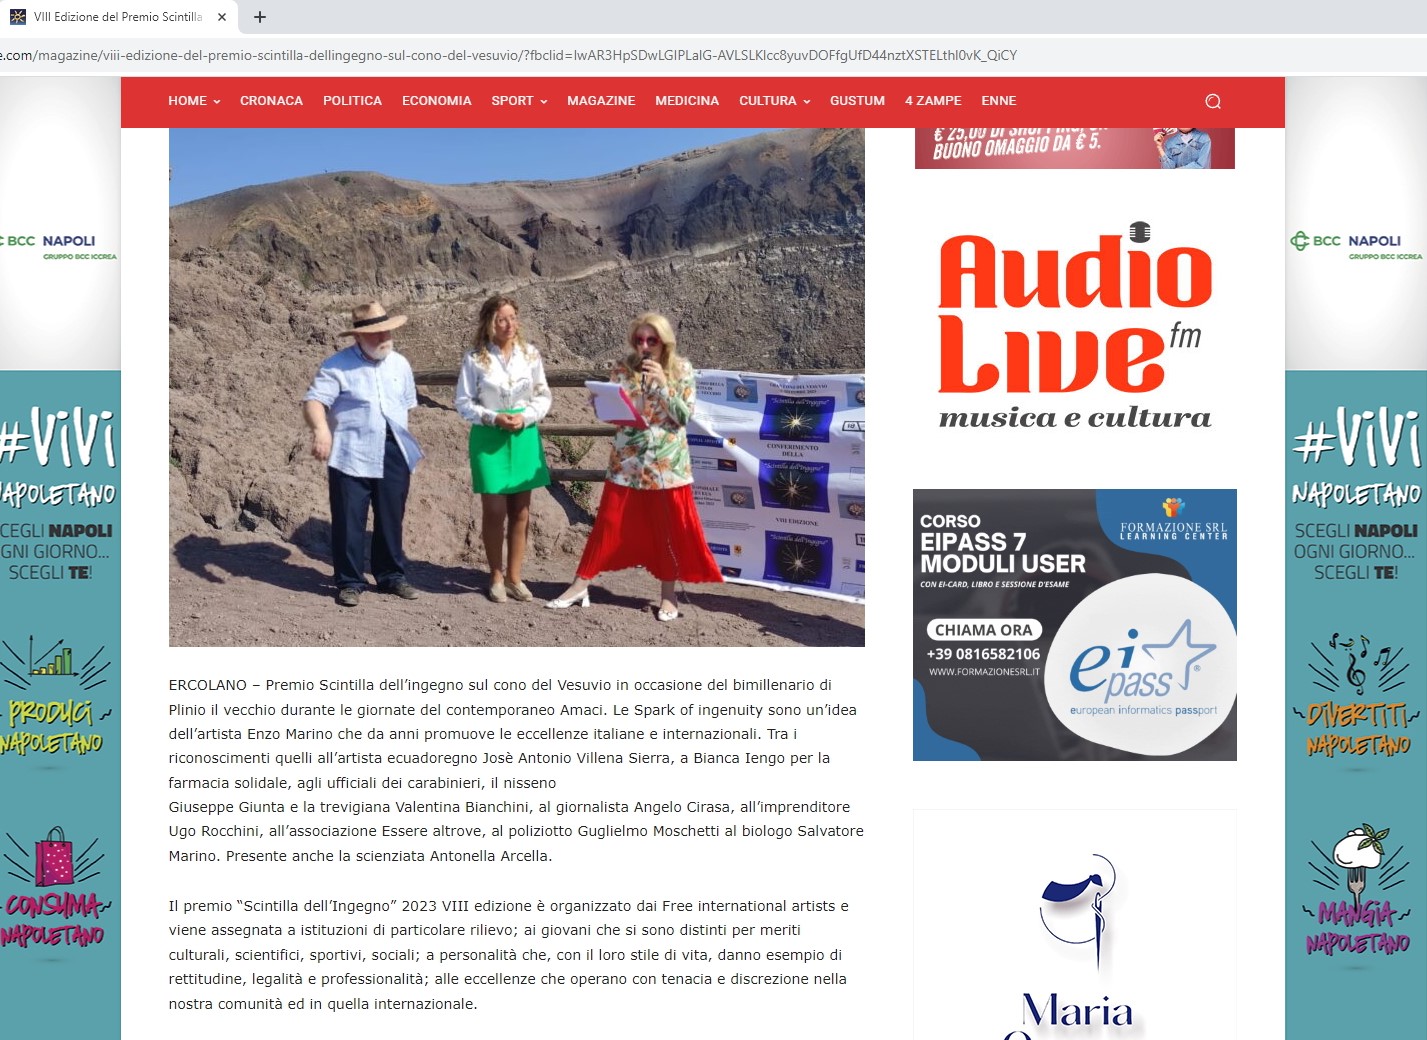 VIII Edizione del Premio Scintilla
e.com/magazine/viii-edizione-del-premio-scintilla-dellingegno-sul-cono-del-vesuvio/?fbclid=IwAR3HpSDwLGIPLalG-AVLSLKIcc8yuvDOFfgUfD44nztXSTELthl0vK_QjCY
HOME CRONACA POLITICA ECONOMIA SPORT MAGAZINE MEDICINA CULTURA GUSTUM 4 ZAMPE ENNE
BUONO OMAGGIO DA € 5.
BCC NAPOLI
GRUPPO BCC ICCREA
#ViVi
NAPOLETANO
SCEGLI NAPOLI
OGNI GIORNO...
SCEGLI TE!
PRODUCI
NAPOLETANO
CONSUMA
NAPOLETANO
"Scintilla dell'Ingegno"
CONFERIMENTO
DELLA
"Scintilla dell'Ingegno"
VIII EDIZIONE
ERCOLANO – Premio Scintilla dell'ingegno sul cono del Vesuvio in occasione del bimillenario di
Plinio il vecchio durante le giornate del contemporaneo Amaci. Le Spark of ingenuity sono un'idea
dell'artista Enzo Marino che da anni promuove le eccellenze italiane e internazionali. Tra i
riconoscimenti quelli all'artista ecuadoregno Josè Antonio Villena Sierra, a Bianca Iengo per la
farmacia solidale, agli ufficiali dei carabinieri, il nisseno
Giuseppe Giunta e la trevigiana Valentina Bianchini, al giornalista Angelo Cirasa, all'imprenditore
Ugo Rocchini, all'associazione Essere altrove, al poliziotto Guglielmo Moschetti al biologo Salvatore
Marino. Presente anche la scienziata Antonella Arcella.
Il premio "Scintilla dell'Ingegno" 2023 VIII edizione è organizzato dai Free international artists e
viene assegnata a istituzioni di particolare rilievo; ai giovani che si sono distinti per meriti
culturali, scientifici, sportivi, sociali; a personalità che, con il loro stile di vita, danno esempio di
rettitudine, legalità e professionalità; alle eccellenze che operano con tenacia e discrezione nella
nostra comunità ed in quella internazionale.
Audio
Live fm
musica e cultura
CORSO
EIPASS 7
MODULI USER
CON EI-CARD, LIBRO E SESSIONE D'ESAME
FORMAZIONE SRL
LEARNING CENTER
CHIAMA ORA
+39 0816582106
WWW.FORMAZIONESRL.IT
ei pass
european informatics passport
Maria
BCC NAPOLI
GRUPPO BCC ICCREA
#ViVi
NAPOLETANO
SCEGLI NAPOLI
OGNI GIORNO...
SCEGLI TE!
DIVERTITI
NAPOLETANO
MANGIA
NAPOLETANO